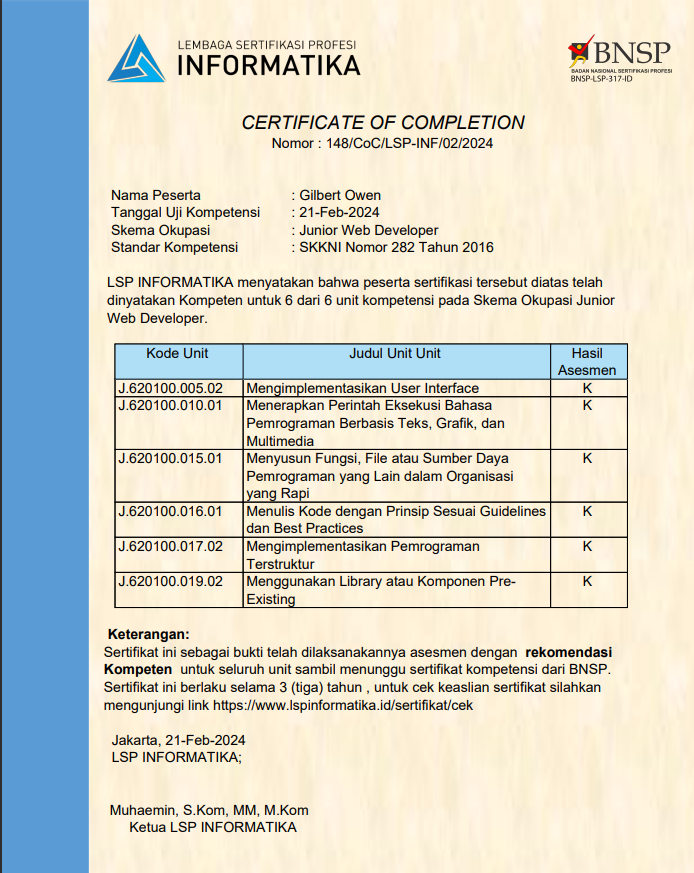 LEMBAGA SERTIFIKASI PROFESI
INFORMATIKA
BNSP
BADAN NASIONAL SERTIFIKASI PROFESI
BNSP-LSP-317-ID
CERTIFICATE OF COMPLETION
Nomor : 148/CoC/LSP-INF/02/2024
Nama Peserta : Gilbert Owen
Tanggal Uji Kompetensi : 21-Feb-2024
Skema Okupasi : Junior Web Developer
Standar Kompetensi : SKKNI Nomor 282 Tahun 2016
LSP INFORMATIKA menyatakan bahwa peserta sertifikasi tersebut diatas telah
dinyatakan Kompeten untuk 6 dari 6 unit kompetensi pada Skema Okupasi Junior
Web Developer.
Kode Unit Judul Unit Unit Hasil
Asesmen
J.620100.005.02 Mengimplementasikan User Interface K
J.620100.010.01 Menerapkan Perintah Eksekusi Bahasa K
Pemrograman Berbasis Teks, Grafik, dan
Multimedia
J.620100.015.01 Menyusun Fungsi, File atau Sumber Daya K
Pemrograman yang Lain dalam Organisasi
yang Rapi
J.620100.016.01 Menulis Kode dengan Prinsip Sesuai Guidelines K
dan Best Practices
J.620100.017.02 Mengimplementasikan Pemrograman K
Terstruktur
J.620100.019.02 Menggunakan Library atau Komponen Pre- K
Existing
Keterangan:
Sertifikat ini sebagai bukti telah dilaksanakannya asesmen dengan rekomendasi
Kompeten untuk seluruh unit sambil menunggu sertifikat kompetensi dari BNSP.
Sertifikat ini berlaku selama 3 (tiga) tahun , untuk cek keaslian sertifikat silahkan
mengunjungi link https://www.lspinformatika.id/sertifikat/cek
Jakarta, 21-Feb-2024
LSP INFORMATIKA;
Muhaemin, S.Kom, MM, M.Kom
Ketua LSP INFORMATIKA